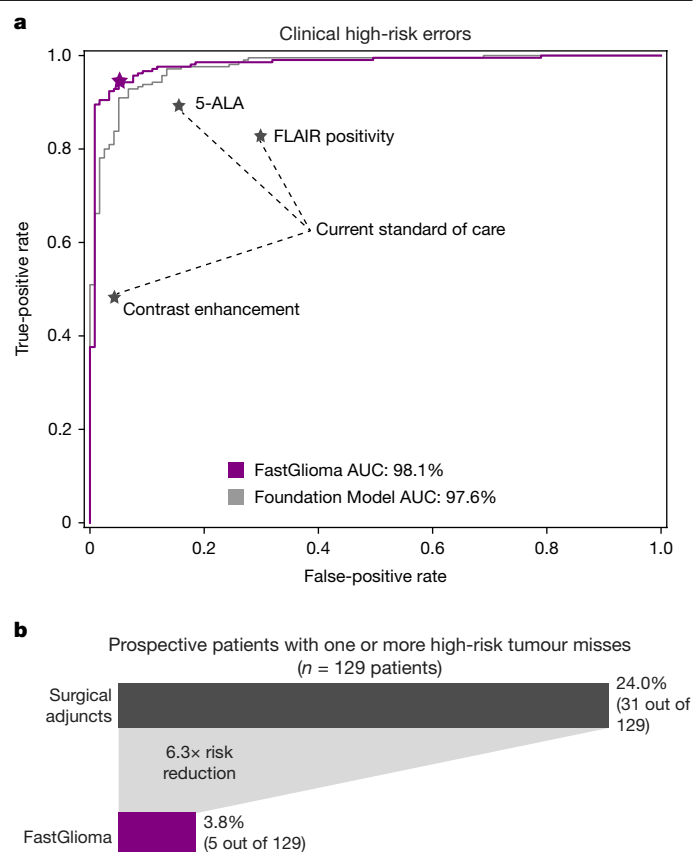 a
Clinical high-risk errors
1.0
0.8
0.6
0.4
0.2
0
True-positive rate
5-ALA
FLAIR positivity
Current standard of care
Contrast enhancement
FastGlioma AUC: 98.1%
Foundation Model AUC: 97.6%
0 0.2 0.4 0.6 0.8 1.0
False-positive rate
b
Prospective patients with one or more high-risk tumour misses
(n = 129 patients)
Surgical
adjuncts
24.0%
(31 out of
129)
6.3× risk
reduction
FastGlioma
3.8%
(5 out of 129)